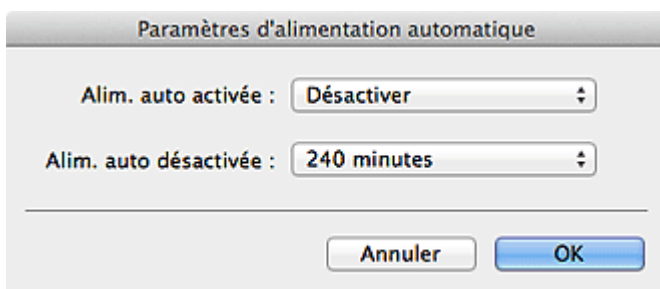 Paramètres d'alimentation automatique
Alim. auto activée : Désactiver
Alim. auto désactivée : 240 minutes
Annuler OK